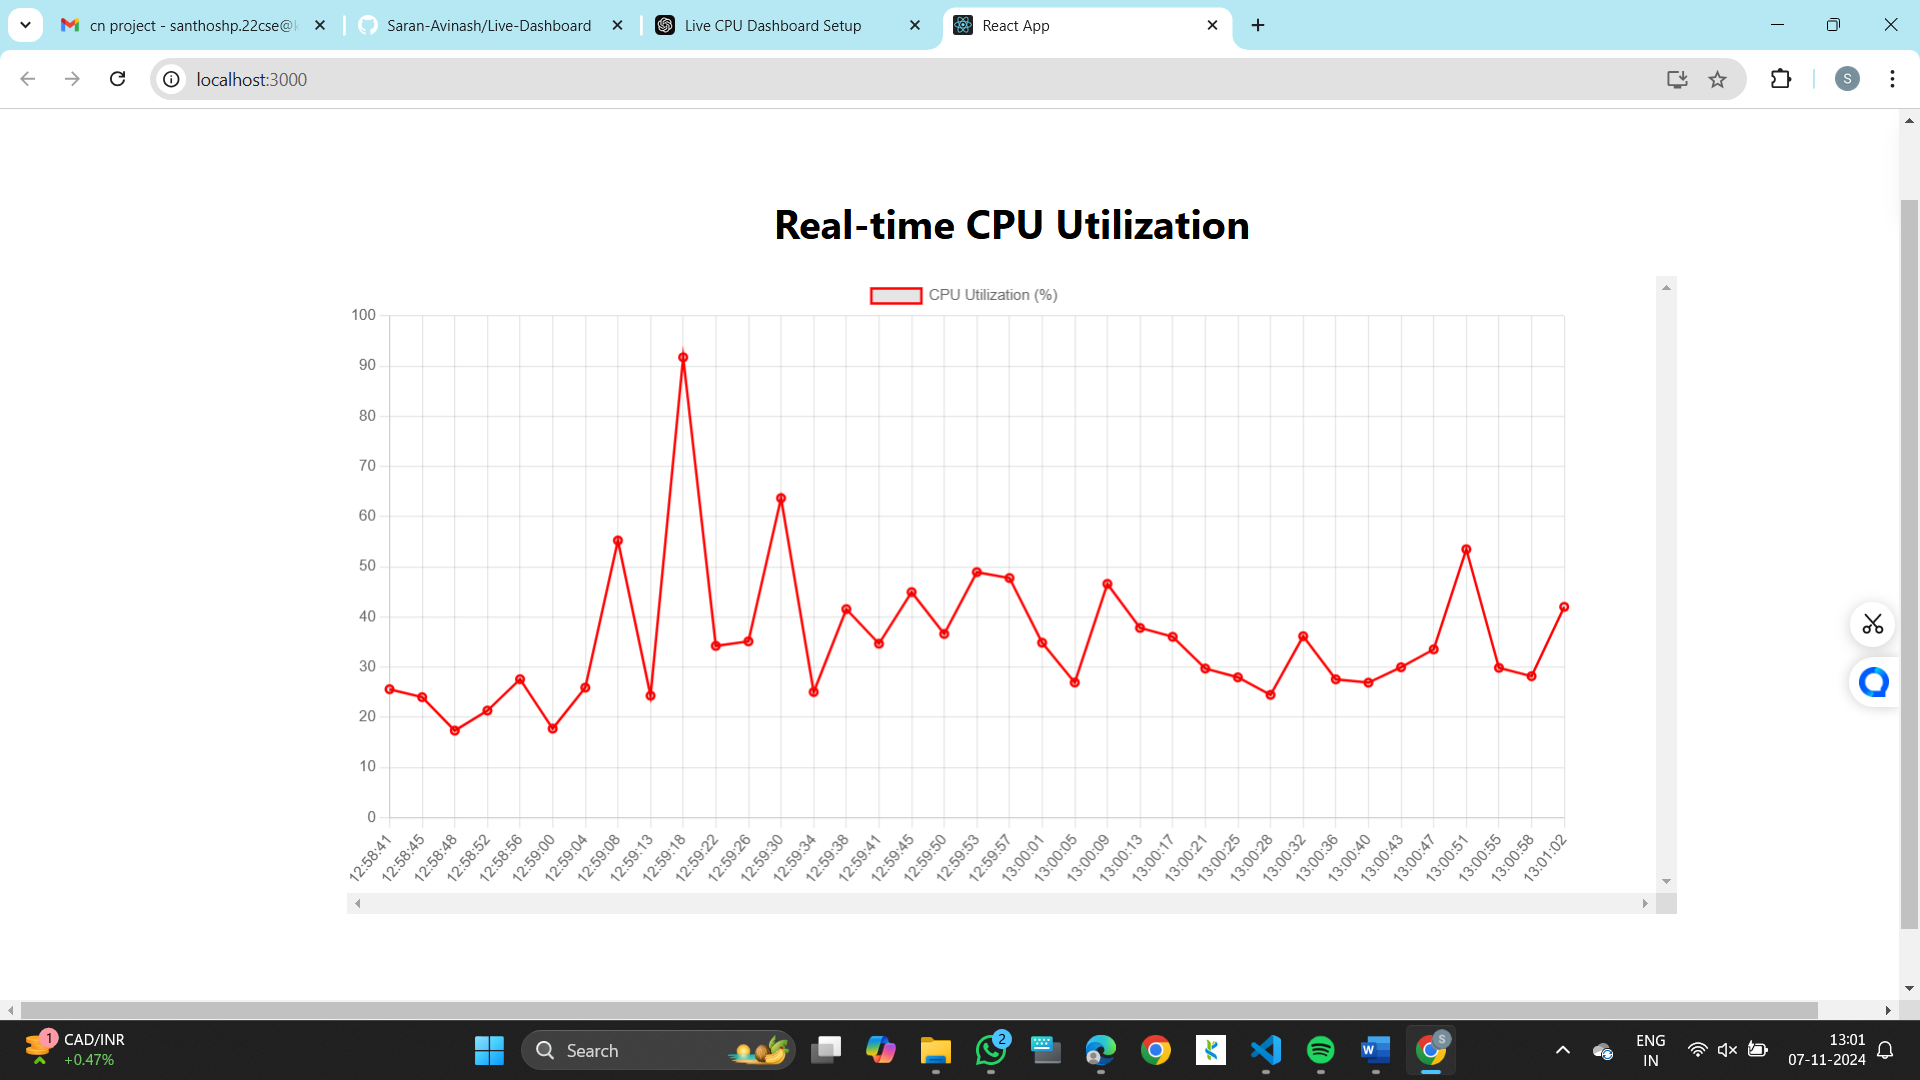 cn project - santhoshp.22cse@
Saran-Avinash/Live-Dashboard
Live CPU Dashboard Setup
React App
localhost:3000
S
Real-time CPU Utilization
CPU Utilization (%)
100
90
80
70
60
50
40
30
20
10
0
12:58:41 12:58:45 12:58:48 12:58:52 12:58:56 12:59:00 12:59:04 12:59:08 12:59:13 12:59:18 12:59:22 12:59:26 12:59:30 12:59:34 12:59:38 12:59:41 12:59:45 12:59:50 12:59:53 12:59:57 13:00:01 13:00:05 13:00:09 13:00:13 13:00:17 13:00:21 13:00:25 13:00:28 13:00:32 13:00:36 13:00:40 13:00:43 13:00:47 13:00:51 13:00:55 13:00:58 13:01:02
1
CAD/INR
+0.47%
Search
2
W
S
ENG
IN
13:01
07-11-2024